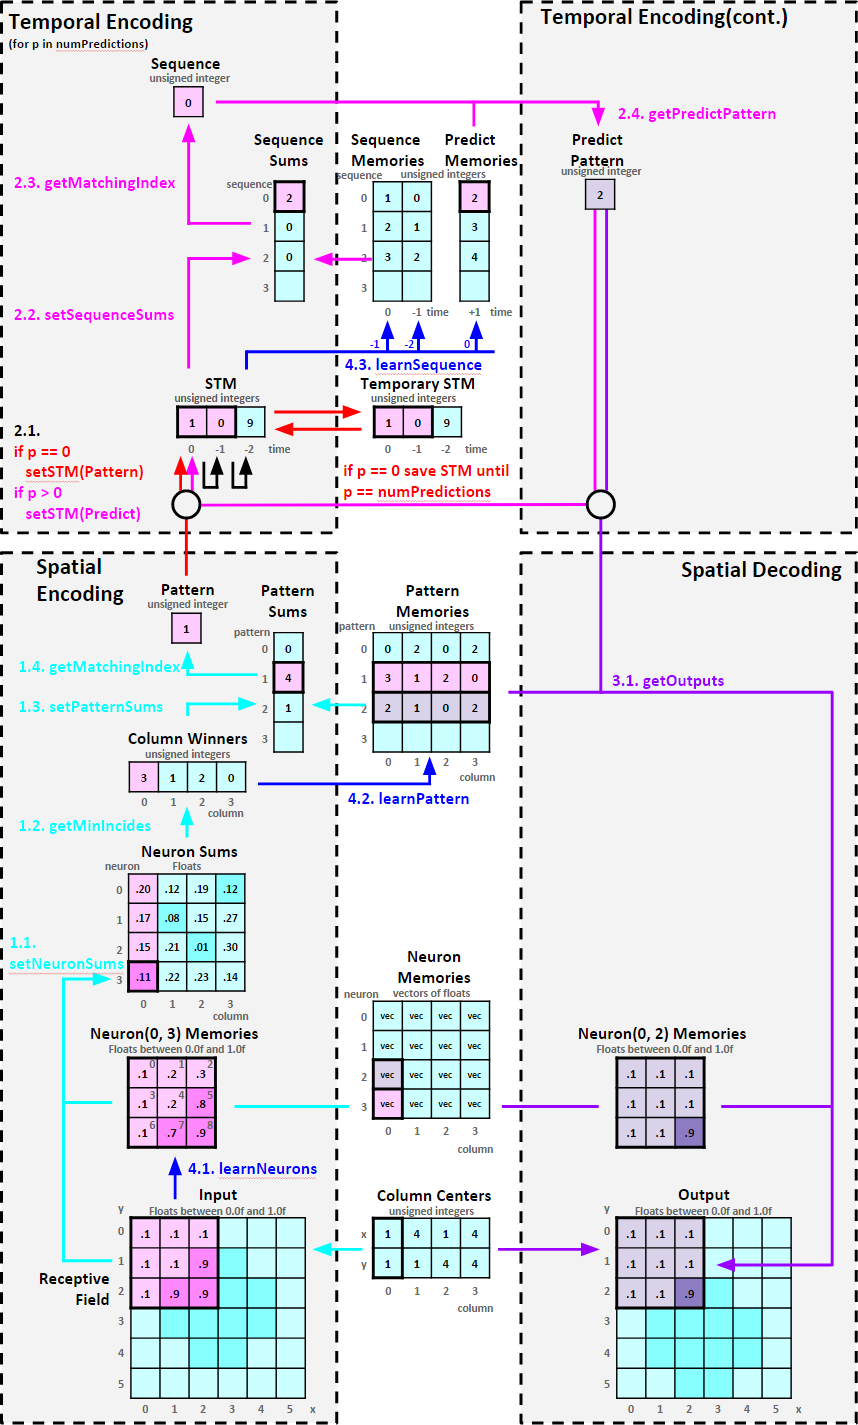 Temporal Encoding
(for p in numPredictions)
Temporal Encoding(cont.)
Sequence
unsigned integer
0
2.4. getPredictPattern
2.3. getMatchingIndex
Sequence
Sums
sequence
0 2
1 0
2 0
3
Sequence
Memories
sequence unsigned integers
0 1 0
1 2 1
2 3 2
3
0 -1 time
Predict
Memories
2
3
4
+1 time
Predict
Pattern
unsigned integer
2
2.2. setSequenceSums
-1 -2 0
4.3. learnSequence
STM
unsigned integers
1 0 9
0 -1 -2 time
Temporary STM
unsigned integers
1 0 9
0 -1 -2 time
2.1.
if p == 0
setSTM(Pattern)
if p > 0
setSTM(Predict)
if p == 0 save STM until
p == numPredictions
Spatial
Encoding
Spatial Decoding
Pattern
unsigned integer
1
Pattern
Sums
pattern
0 0
1 4
2 1
3
Pattern
Memories
pattern unsigned integers
0 0 2 0 2
1 3 1 2 0
2 2 1 0 2
3
0 1 2 3
column
1.4. getMatchingIndex
1.3. setPatternSums
3.1. getOutputs
Column Winners
unsigned integers
3 1 2 0
0 1 2 3
column
4.2. learnPattern
1.2. getMinIncides
Neuron Sums
neuron Floats
0 .20 .12 .19 .12
1 .17 .08 .15 .27
2 .15 .21 .01 .30
3 .11 .22 .23 .14
0 1 2 3
column
1.1.
setNeuronSums
Neuron
Memories
neuron vectors of floats
0 vec vec vec vec
1 vec vec vec vec
2 vec vec vec vec
3 vec vec vec vec
0 1 2 3
column
Neuron(0, 3) Memories
Floats between 0.0f and 1.0f
0 1 2
.1 .2 .3
3 4 5
.1 .2 .8
6 7 8
.1 .7 .9
Neuron(0, 2) Memories
Floats between 0.0f and 1.0f
.1 .1 .1
.1 .1 .1
.1 .1 .9
4.1. learnNeurons
Input
y Floats between 0.0f and 1.0f
0 .1 .1 .1
1 .1 .1 .9
2 .1 .9 .9
3
4
5
0 1 2 3 4 5 x
Receptive
Field
Column Centers
unsigned integers
x 1 4 1 4
y 1 1 4 4
0 1 2 3
column
Output
y Floats between 0.0f and 1.0f
0 .1 .1 .1
1 .1 .1 .1
2 .1 .1 .9
3
4
5
0 1 2 3 4 5 x